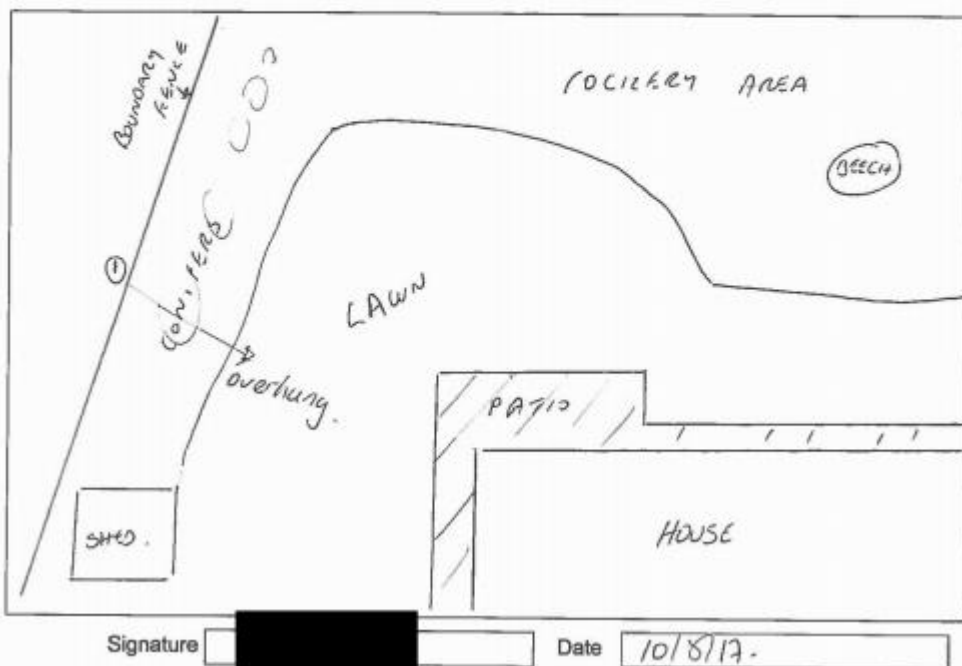 BOUNDARY
FENCE
ROCKERY AREA
BEECH
1
CONIFERS
LAWN
overhung.
PATIO
SHED.
HOUSE
Signature
Date 10/8/17.